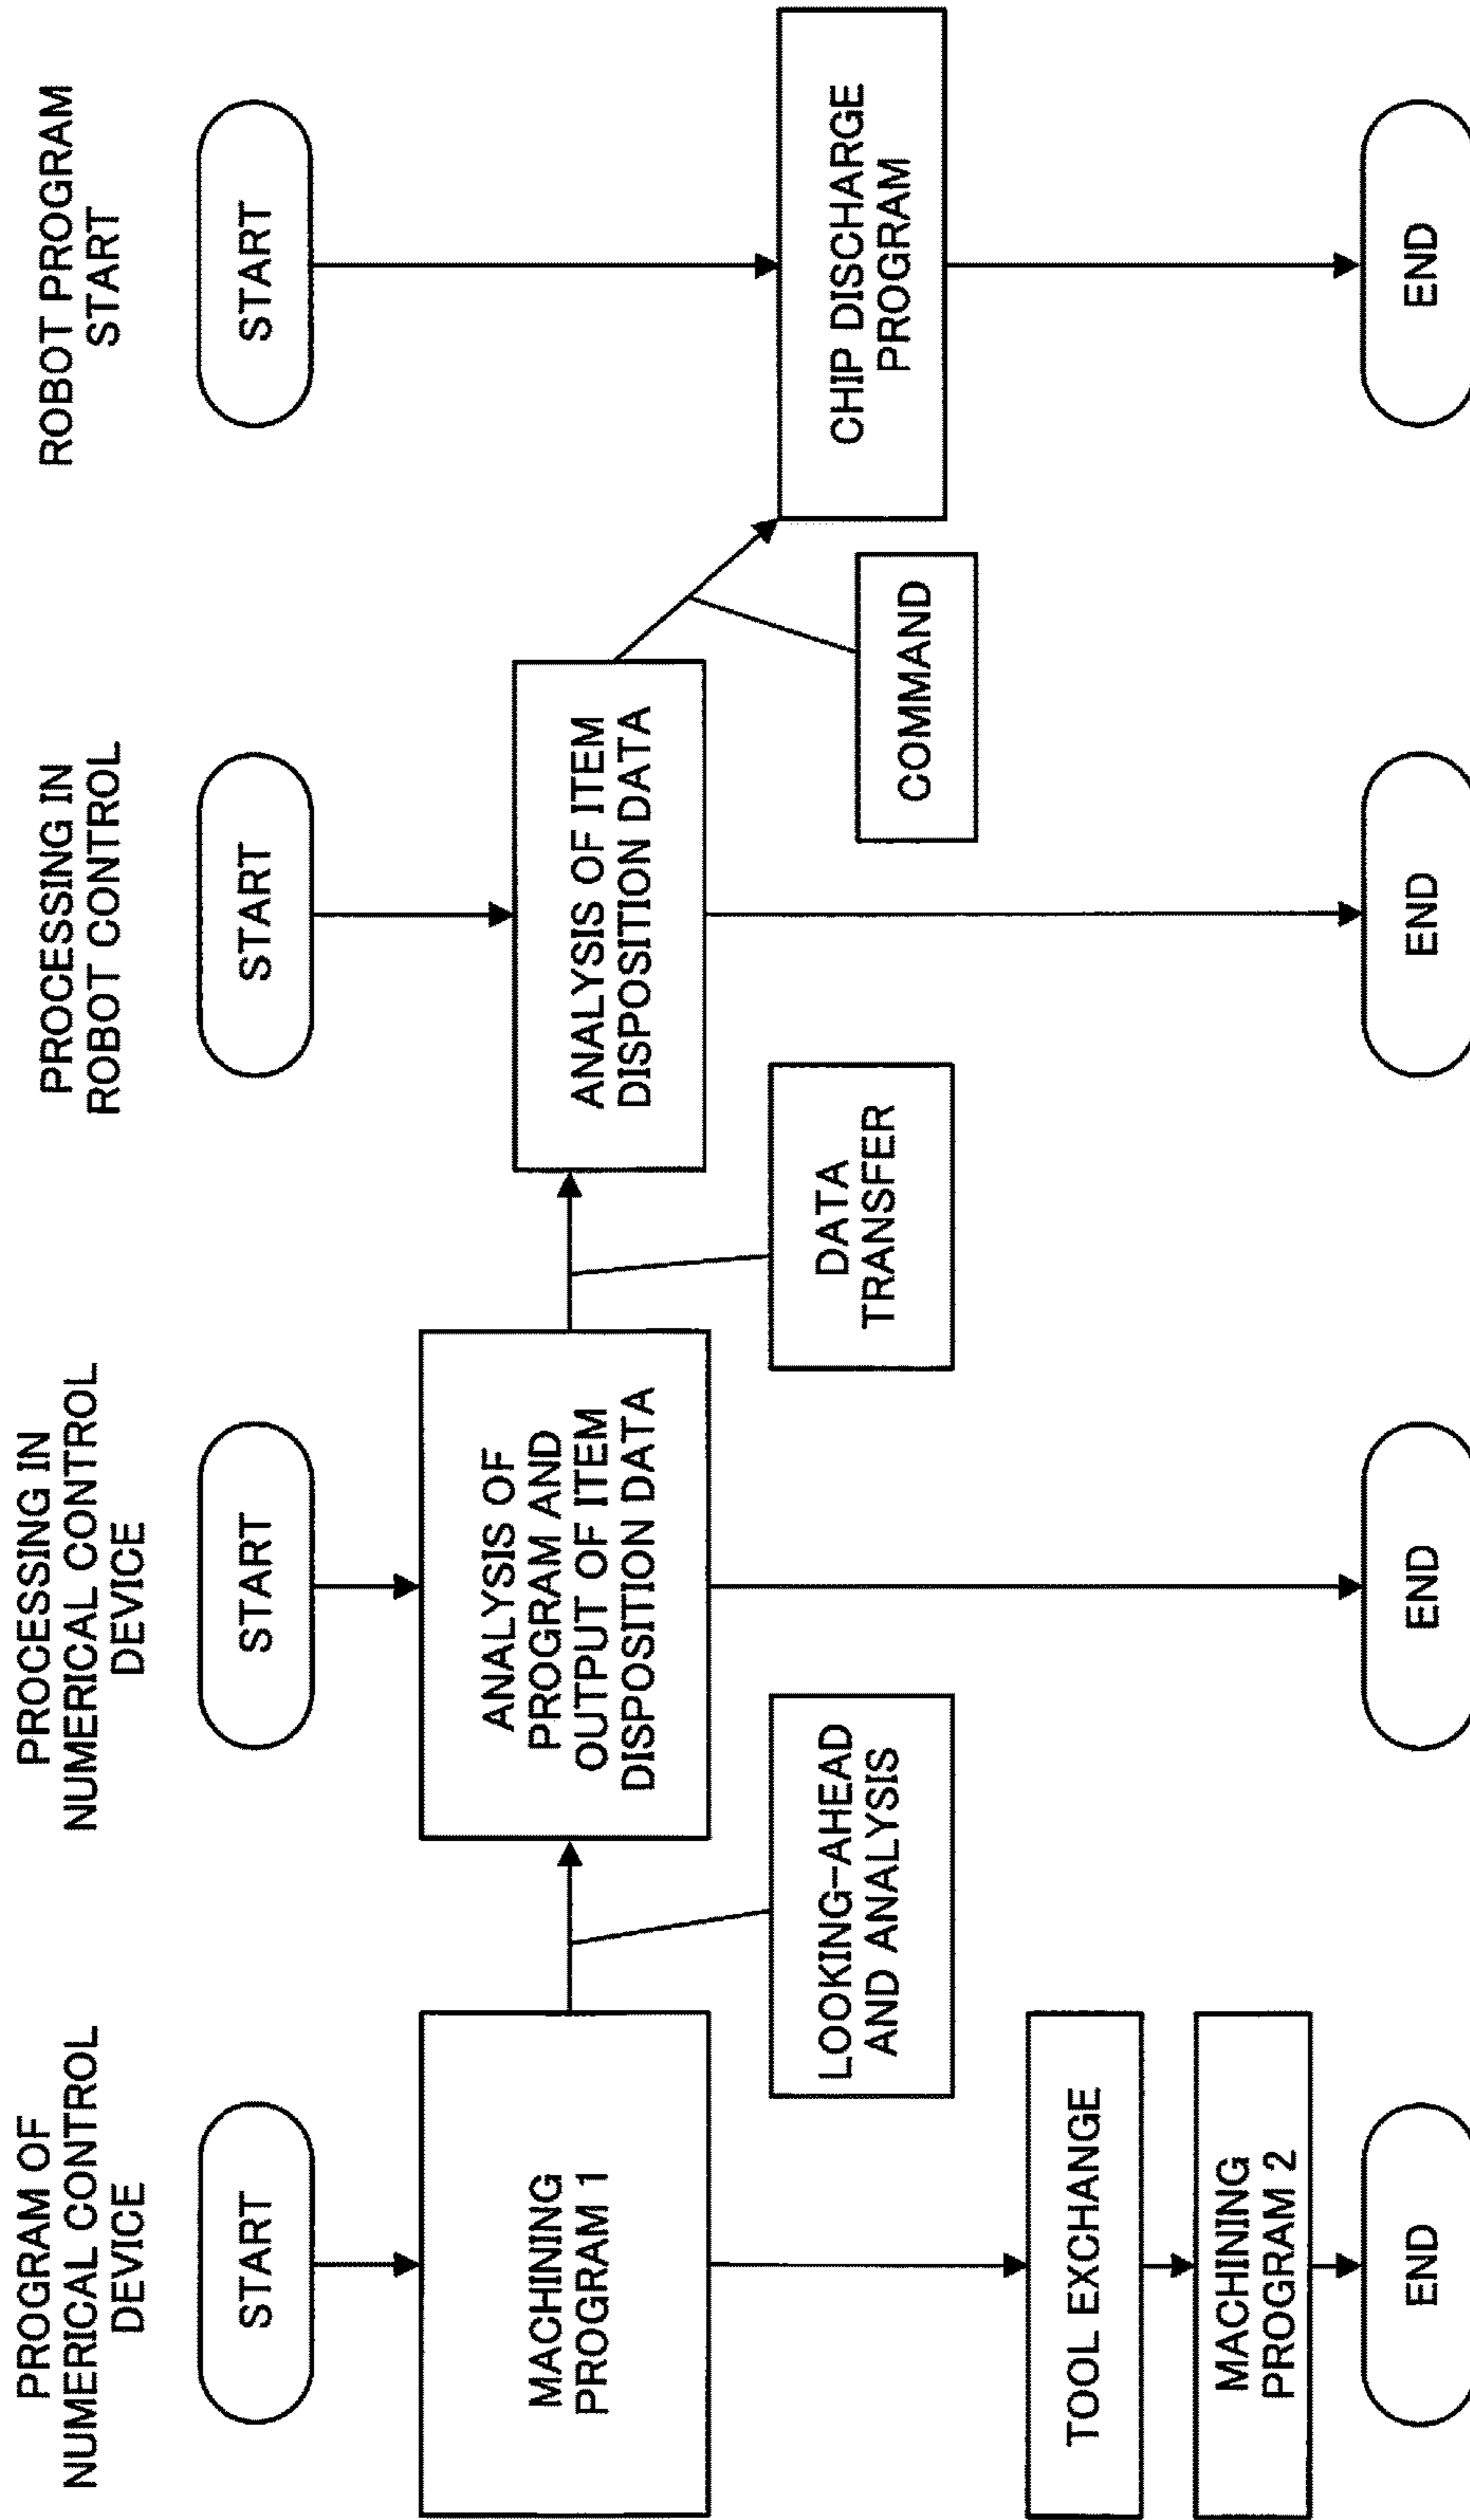 PROGRAM OF
NUMERICAL CONTROL
DEVICE
START
MACHINING
PROGRAM 1
LOOKING-AHEAD
AND ANALYSIS
TOOL EXCHANGE
MACHINING
PROGRAM 2
END
PROCESSING IN
NUMERICAL CONTROL
DEVICE
START
ANALYSIS OF
PROGRAM AND
OUTPUT OF ITEM
DISPOSITION DATA
DATA
TRANSFER
END
PROCESSING IN
ROBOT CONTROL
START
ANALYSIS OF ITEM
DISPOSITION DATA
COMMAND
END
ROBOT PROGRAM
START
START
CHIP DISCHARGE
PROGRAM
END